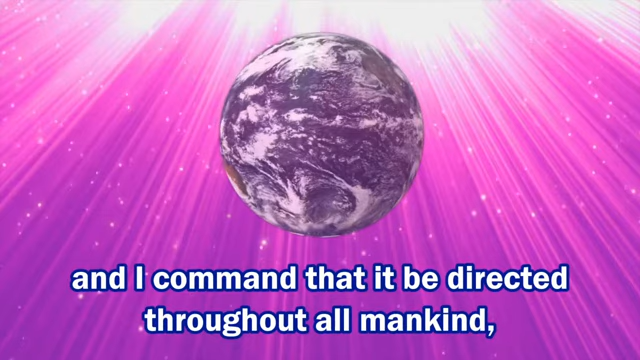 and I command that it be directed
throughout all mankind,